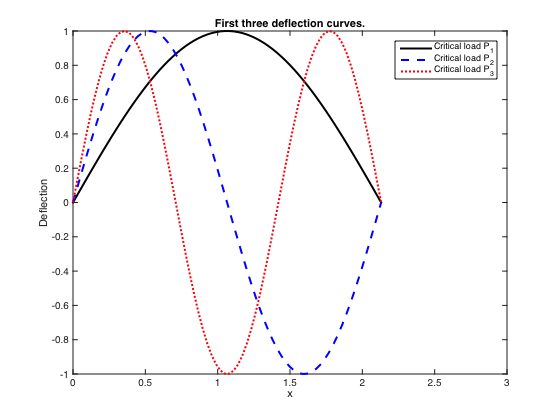 First three deflection curves.
Critical load P1
Critical load P2
Critical load P3
Deflection
1
0.8
0.6
0.4
0.2
0
-0.2
-0.4
-0.6
-0.8
-1
0 0.5 1 1.5 2 2.5 3
x